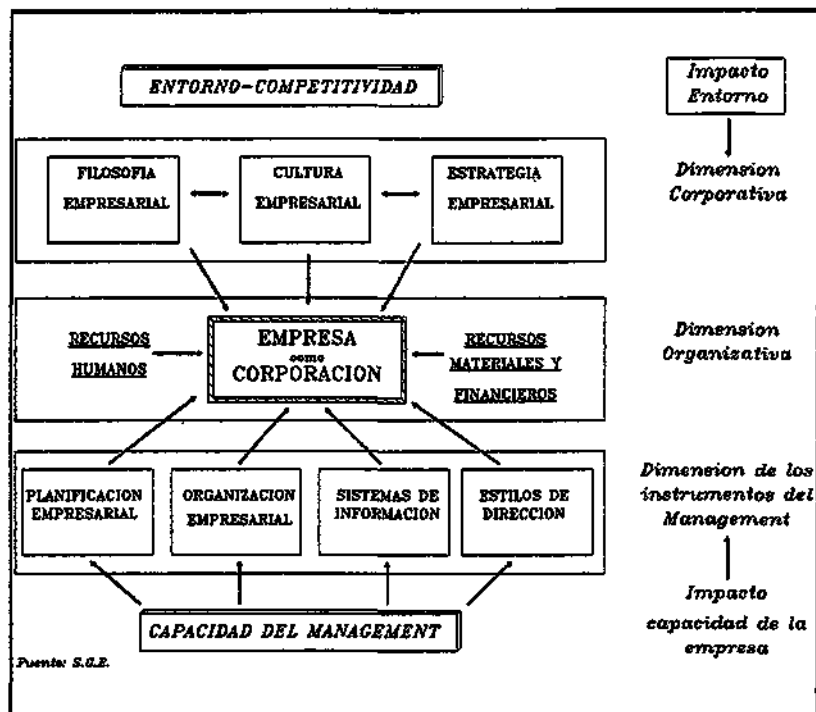 ENTORNO-COMPETITIVIDAD
Impacto
Entorno
FILOSOFIA
EMPRESARIAL
CULTURA
EMPRESARIAL
ESTRATEGIA
EMPRESARIAL
Dimension
Corporativa
RECURSOS
HUMANOS
EMPRESA
como
CORPORACION
RECURSOS
MATERIALES Y
FINANCIEROS
Dimension
Organizativa
PLANIFICACION
EMPRESARIAL
ORGANIZACION
EMPRESARIAL
SISTEMAS DE
INFORMACION
ESTILOS DE
DIRECCION
Dimension de los
instrumentos del
Management
CAPACIDAD DEL MANAGEMENT
Impacto
capacidad de la
empresa
Fuente: S.G.E.